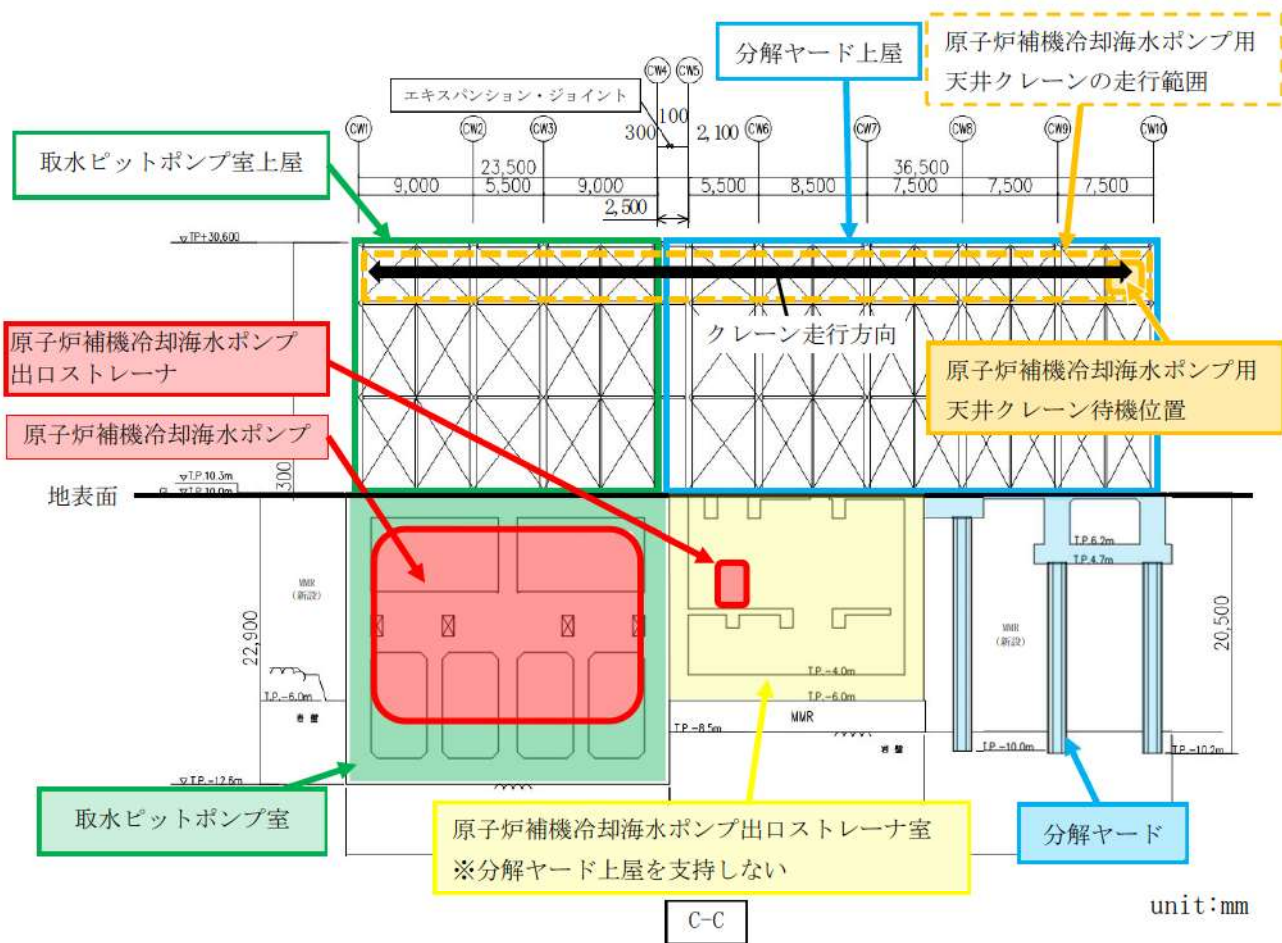 分解ヤード上屋
原子炉補機冷却海水ポンプ用
天井クレーンの走行範囲
エキスパンション・ジョイント
取水ピットポンプ室上屋
CW1
CW2
CW3
CW4
CW5
CW6
CW7
CW8
CW9
CW10
300
100
2,100
23,500
36,500
9,000
5,500
9,000
5,500
8,500
7,500
7,500
7,500
2,500
▽TP+30,600
クレーン走行方向
原子炉補機冷却海水ポンプ
出口ストレーナ
原子炉補機冷却海水ポンプ用
天井クレーン待機位置
原子炉補機冷却海水ポンプ
▽T.P.10.3m
▽T.P.10.0m
300
地表面
T.P.6.2m
T.P.4.7m
MMR
(新設)
MMR
(新設)
22,900
20,500
T.P.-4.0m
T.P.-6.0m
T.P.-6.0m
岩盤
MMR
T.P.-8.5m
岩盤
T.P.-10.0m
T.P.-10.2m
▽T.P.-12.6m
取水ピットポンプ室
原子炉補機冷却海水ポンプ出口ストレーナ室
※分解ヤード上屋を支持しない
分解ヤード
C-C
unit:mm